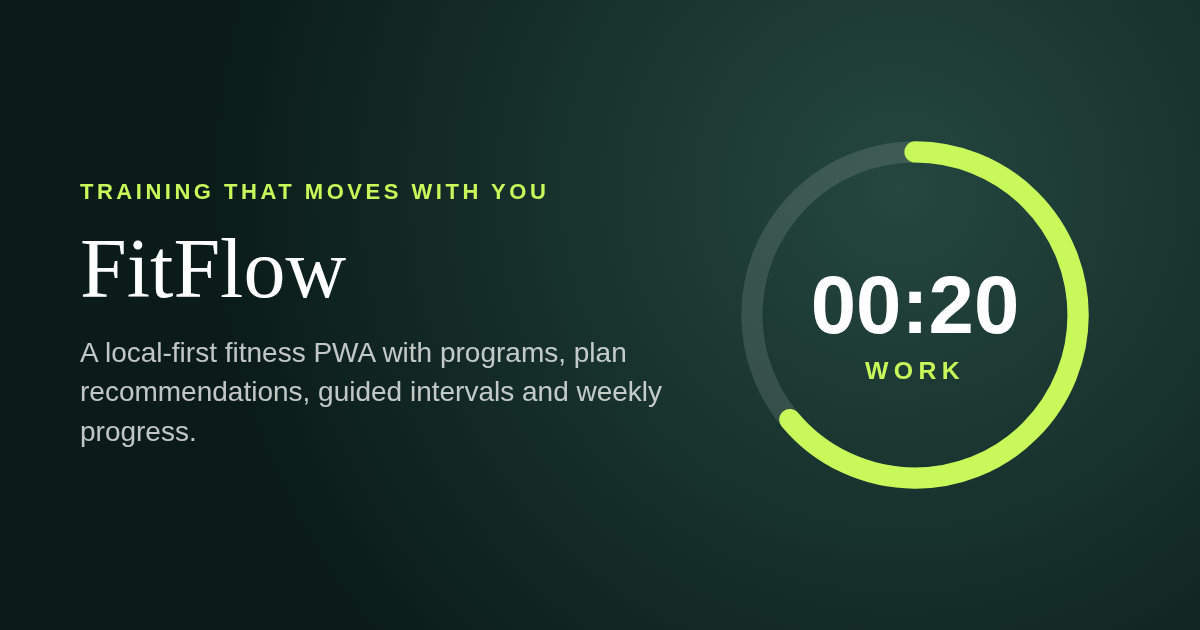 TRAINING THAT MOVES WITH YOU
FitFlow
A local-first fitness PWA with programs, plan
recommendations, guided intervals and weekly
progress.
00:20
WORK